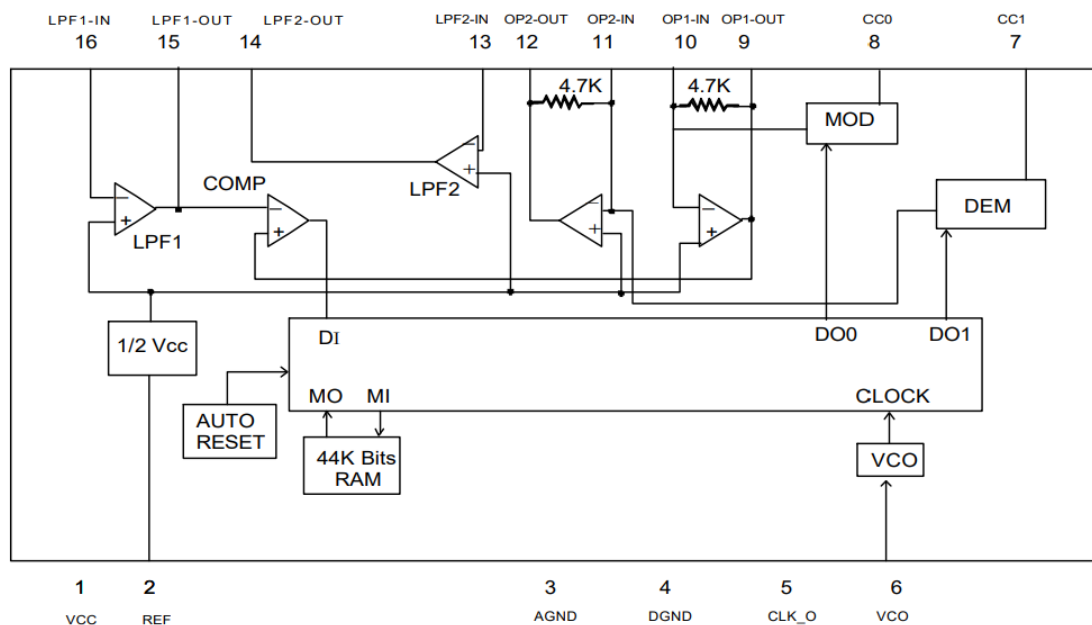 LPF1-IN LPF1-OUT LPF2-OUT LPF2-IN OP2-OUT OP2-IN OP1-IN OP1-OUT CC0 CC1
16 15 14 13 12 11 10 9 8 7
4.7K 4.7K
MOD
COMP
LPF2
DEM
LPF1
1/2 Vcc
DI DO0 DO1
MO MI CLOCK
AUTO
RESET
44K Bits
RAM
VCO
1 2 3 4 5 6
VCC REF AGND DGND CLK_O VCO